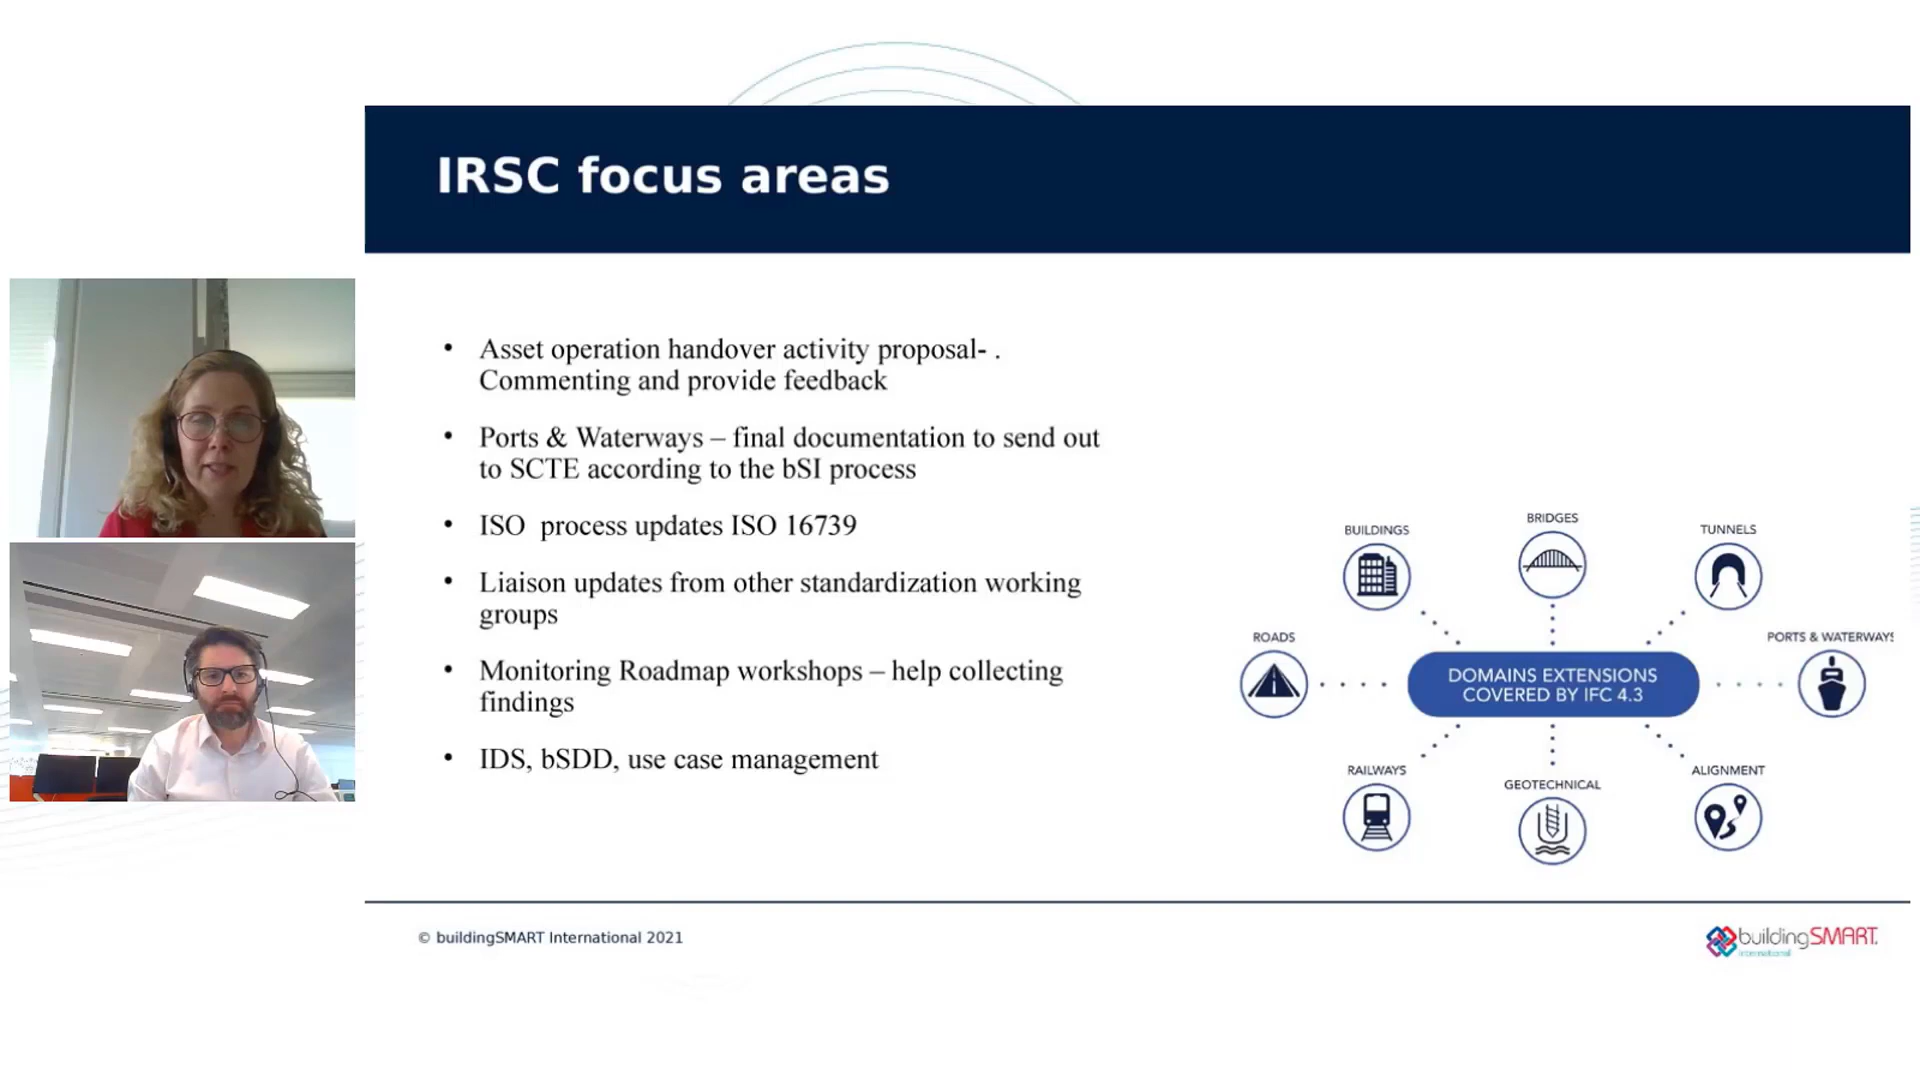 IRSC focus areas
• Asset operation handover activity proposal- .
Commenting and provide feedback
• Ports & Waterways – final documentation to send out
to SCTE according to the bSI process
• ISO  process updates ISO 16739
• Liaison updates from other standardization working
groups
• Monitoring Roadmap workshops – help collecting
findings
• IDS, bSDD, use case management
BUILDINGS
BRIDGES
TUNNELS
ROADS
PORTS & WATERWAYS
DOMAINS EXTENSIONS
COVERED BY IFC 4.3
RAILWAYS
GEOTECHNICAL
ALIGNMENT
© buildingSMART International 2021
buildingSMART.
International